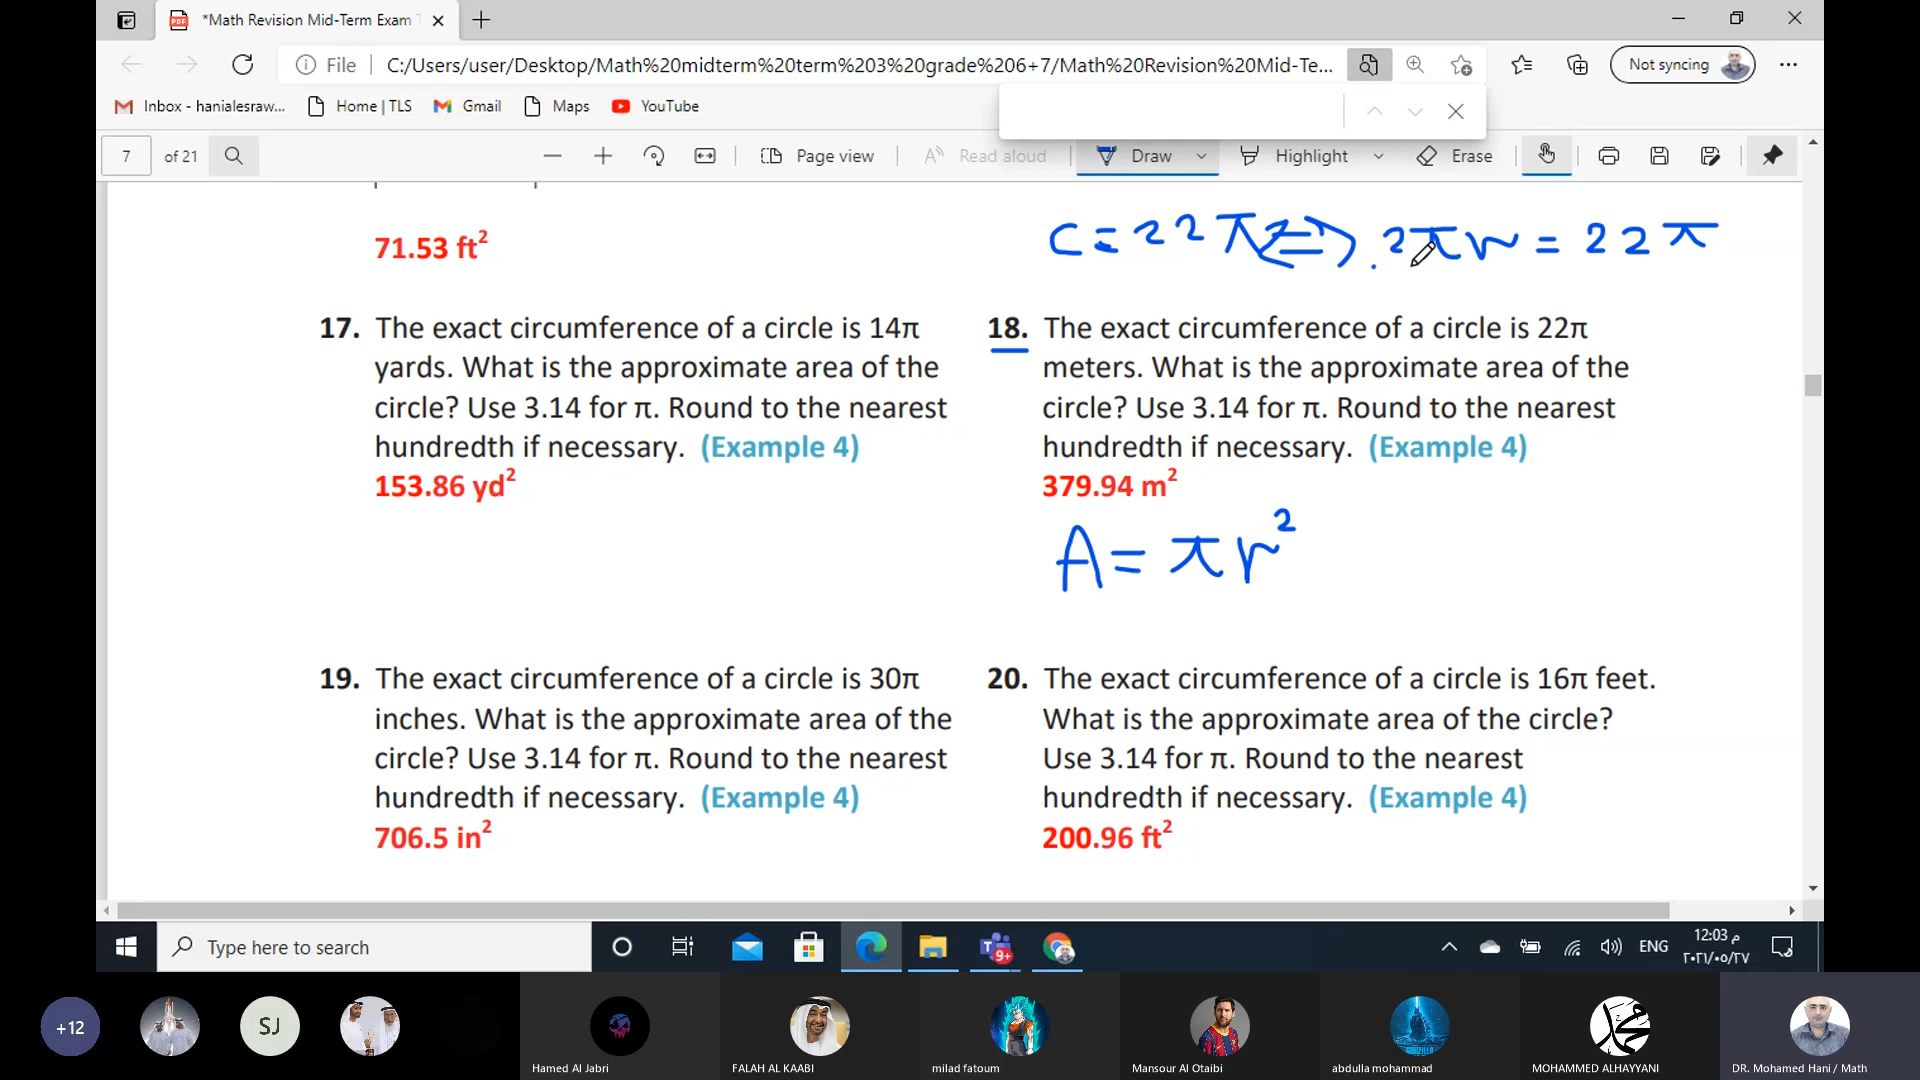 *Math Revision Mid-Term Exam T
File
C:/Users/user/Desktop/Math%20midterm%20term%203%20grade%206+7/Math%20Revision%20Mid-Te...
Not syncing
Inbox - hanialesraw...
Home | TLS
Gmail
Maps
YouTube
7 of 21
Page view
Read aloud
Draw
Highlight
Erase
71.53 ft²
C = 22π ⇔ 2πr = 22π
17. The exact circumference of a circle is 14π
yards. What is the approximate area of the
circle? Use 3.14 for π. Round to the nearest
hundredth if necessary. (Example 4)
153.86 yd²
18. The exact circumference of a circle is 22π
meters. What is the approximate area of the
circle? Use 3.14 for π. Round to the nearest
hundredth if necessary. (Example 4)
379.94 m²
A = πr²
19. The exact circumference of a circle is 30π
inches. What is the approximate area of the
circle? Use 3.14 for π. Round to the nearest
hundredth if necessary. (Example 4)
706.5 in²
20. The exact circumference of a circle is 16π feet.
What is the approximate area of the circle?
Use 3.14 for π. Round to the nearest
hundredth if necessary. (Example 4)
200.96 ft²
Type here to search
9+
ENG
12:03 م
٢٠٢١/٠٥/٢٧
+12
SJ
Hamed Al Jabri
FALAH AL KAABI
milad fatoum
Mansour Al Otaibi
abdulla mohammad
MOHAMMED ALHAYYANI
DR. Mohamed Hani / Math